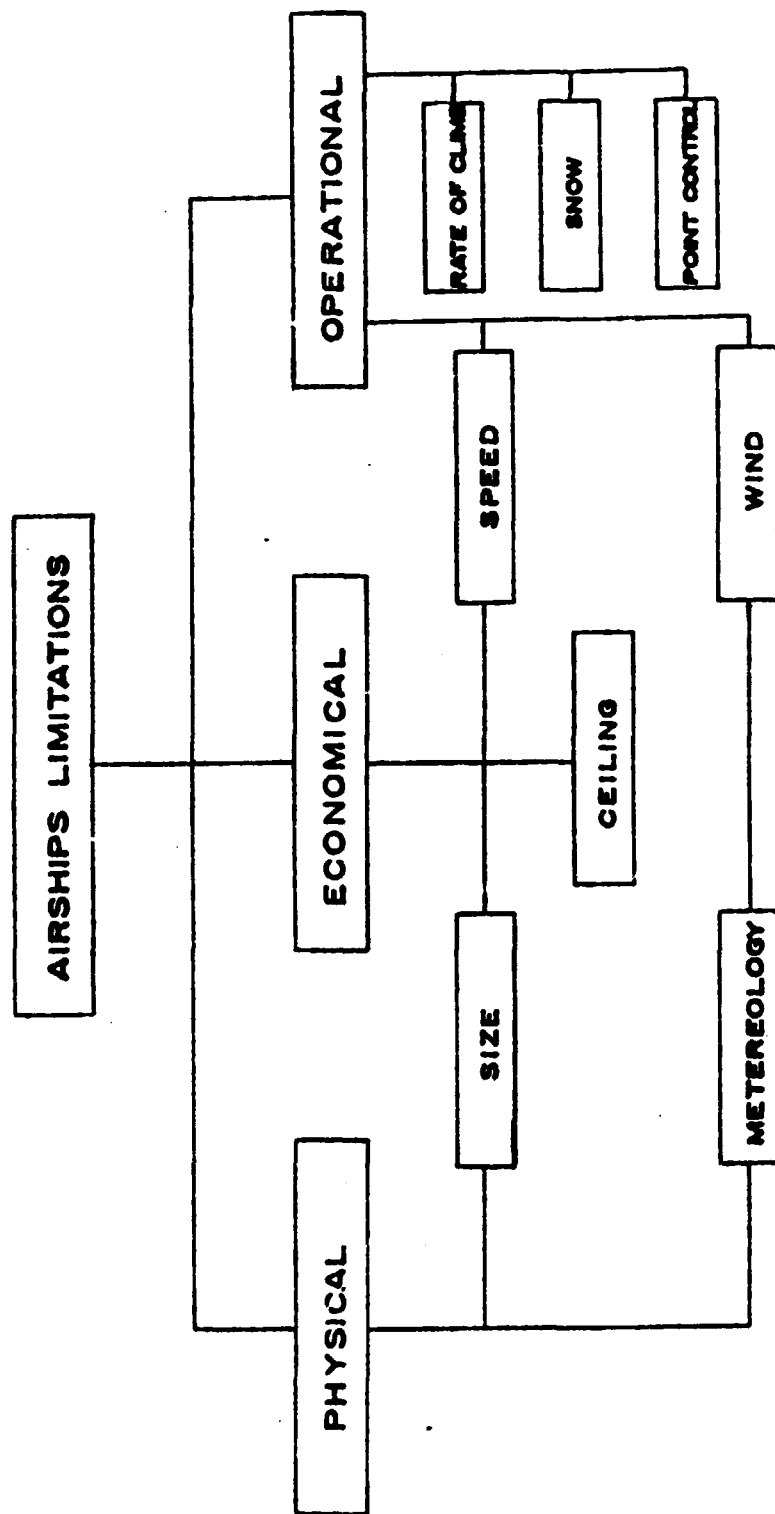 AIRSHIPS LIMITATIONS
PHYSICAL
ECONOMICAL
OPERATIONAL
SIZE
SPEED
CEILING
METEREOLOGY
WIND
RATE OF CLIMB
SNOW
POINT CONTROL